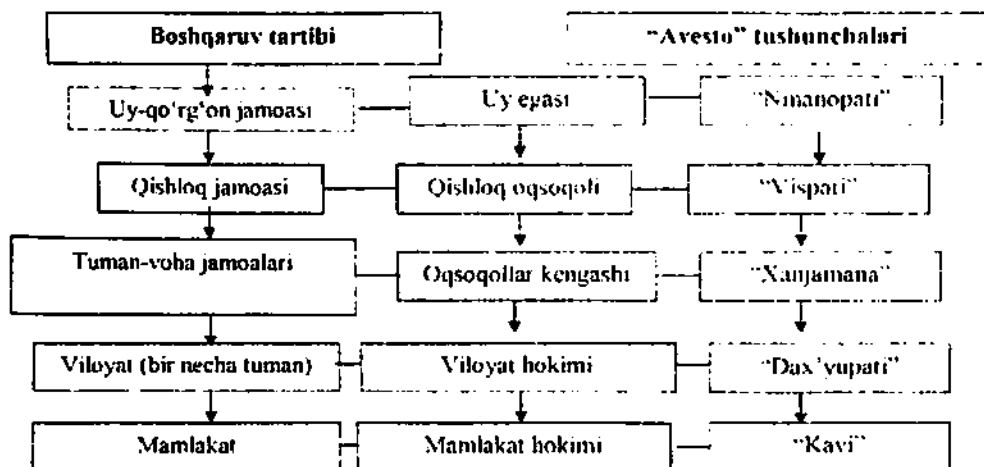 Boshqaruv tartibi
“Avesto” tushunchalari
Uy-qo‘rg‘on jamoasi
Uy egasi
“Nmanopati”
Qishloq jamoasi
Qishloq oqsoqoli
“Vispati”
Tuman-voha jamoalari
Oqsoqollar kengashi
“Xanjamana”
Viloyat (bir necha tuman)
Viloyat hokimi
“Dax’yupati”
Mamlakat
Mamlakat hokimi
“Kavi”